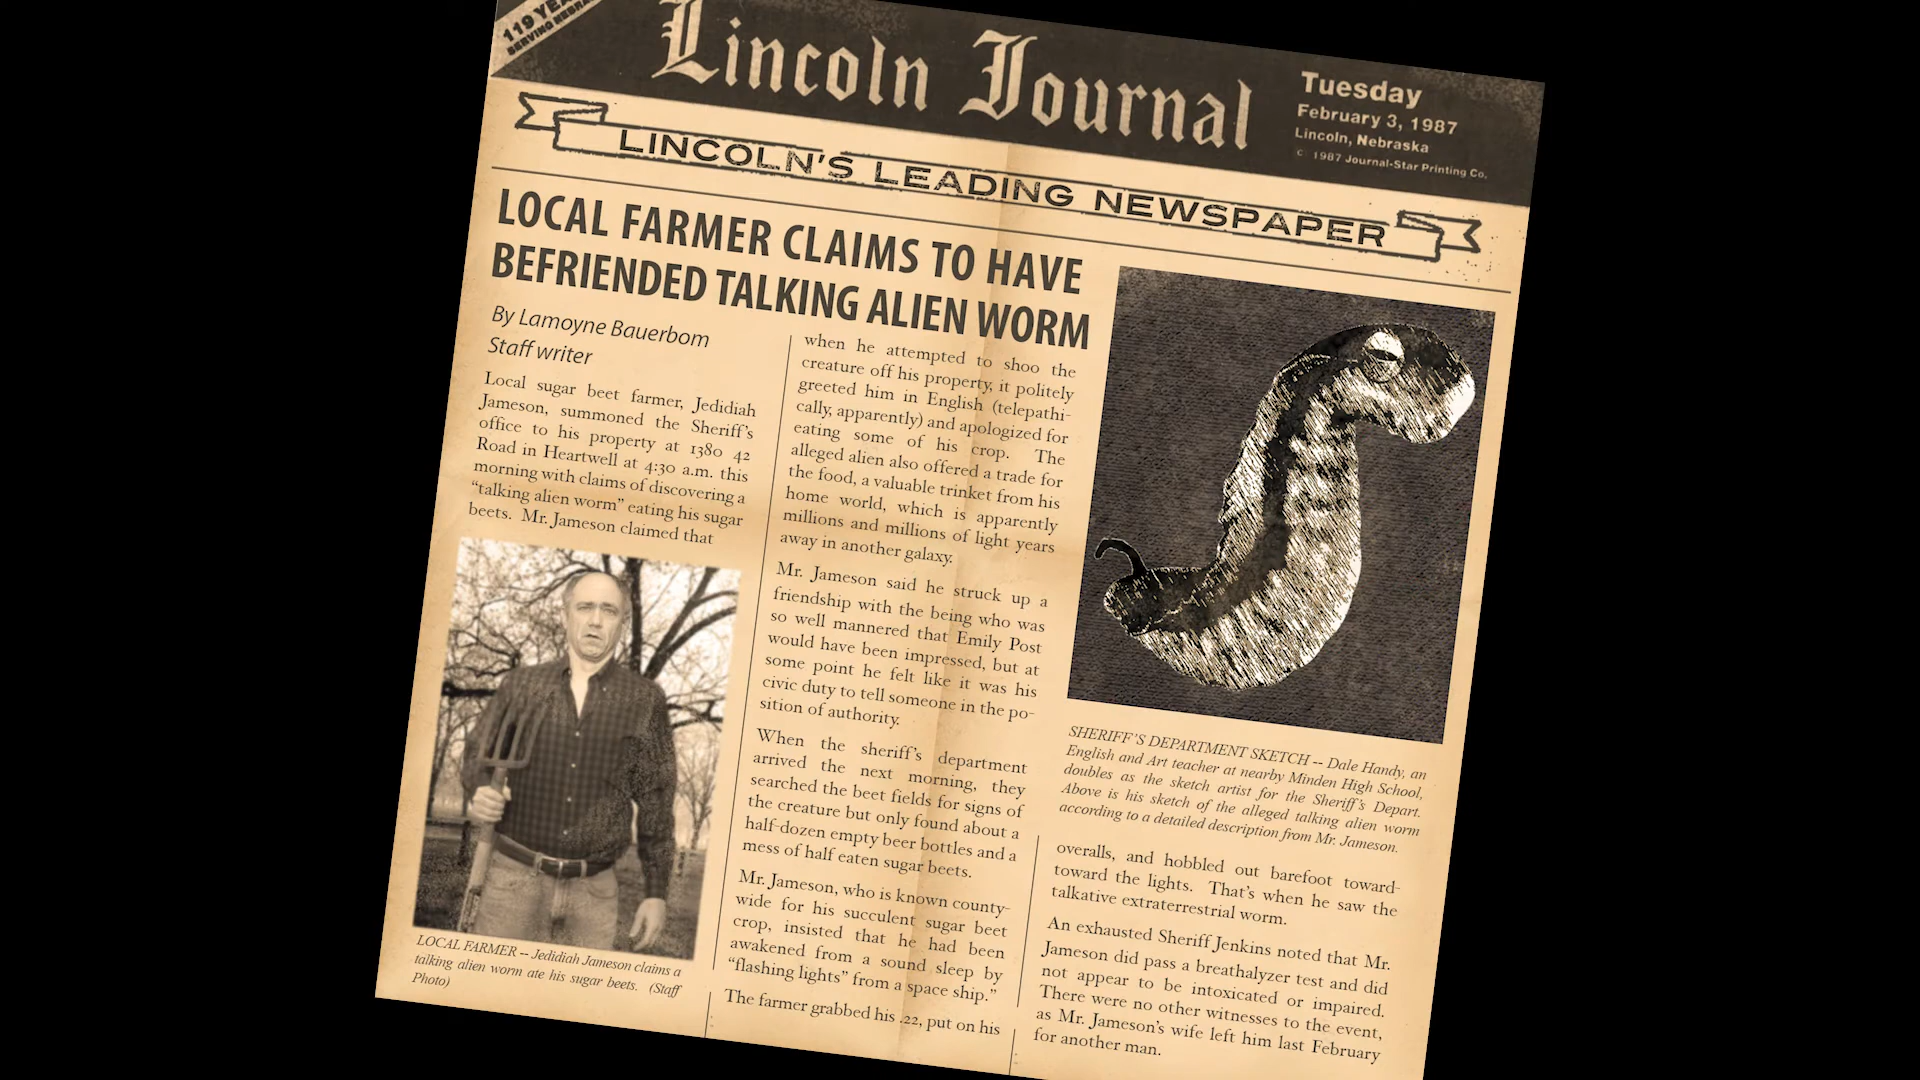 119 YEA
SERVING NEBRA
Lincoln Journal
Tuesday
February 3, 1987
Lincoln, Nebraska
© 1987 Journal-Star Printing Co.
LINCOLN'S LEADING NEWSPAPER
LOCAL FARMER CLAIMS TO HAVE
BEFRIENDED TALKING ALIEN WORM
By Lamoyne Bauerbom
Staff writer
Local sugar beet farmer, Jedidiah
Jameson, summoned the Sheriff's
office to his property at 1380 42
Road in Heartwell at 4:30 a.m. this
morning with claims of discovering a
“talking alien worm” eating his sugar
beets. Mr. Jameson claimed that
LOCAL FARMER -- Jedidiah Jameson claims a
talking alien worm ate his sugar beets. (Staff
Photo)
when he attempted to shoo the
creature off his property, it politely
greeted him in English (telepathi-
cally, apparently) and apologized for
eating some of his crop. The
alleged alien also offered a trade for
the food, a valuable trinket from his
home world, which is apparently
millions and millions of light years
away in another galaxy.
Mr. Jameson said he struck up a
friendship with the being who was
so well mannered that Emily Post
would have been impressed, but at
some point he felt like it was his
civic duty to tell someone in the po-
sition of authority.
When the sheriff's department
arrived the next morning, they
searched the beet fields for signs of
the creature but only found about a
half-dozen empty beer bottles and a
mess of half eaten sugar beets.
Mr. Jameson, who is known county-
wide for his succulent sugar beet
crop, insisted that he had been
awakened from a sound sleep by
“flashing lights” from a space ship.”
The farmer grabbed his .22, put on his
SHERIFF'S DEPARTMENT SKETCH -- Dale Handy, an
English and Art teacher at nearby Minden High School,
doubles as the sketch artist for the Sheriff's Depart.
Above is his sketch of the alleged talking alien worm
according to a detailed description from Mr. Jameson.
overalls, and hobbled out barefoot toward-
toward the lights. That's when he saw the
talkative extraterrestrial worm.
An exhausted Sheriff Jenkins noted that Mr.
Jameson did pass a breathalyzer test and did
not appear to be intoxicated or impaired.
There were no other witnesses to the event,
as Mr. Jameson's wife left him last February
for another man.